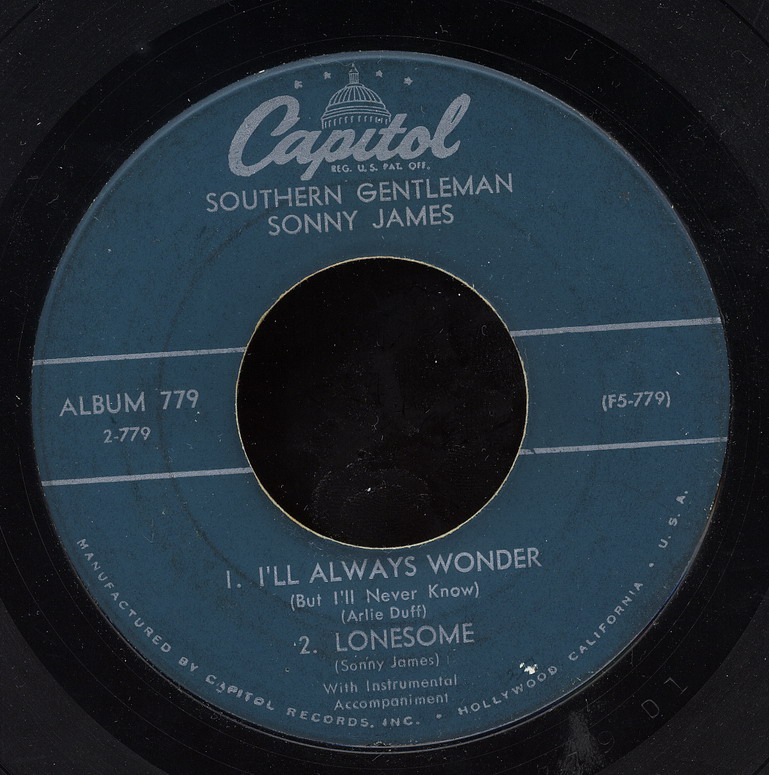 Capitol
REG. U.S. PAT. OFF.
SOUTHERN GENTLEMAN
SONNY JAMES
ALBUM 779
2-779
(F5-779)
1. I'LL ALWAYS WONDER
(But I'll Never Know)
(Arlie Duff)
2. LONESOME
(Sonny James)
With Instrumental
Accompaniment
MANUFACTURED BY CAPITOL RECORDS, INC. • HOLLYWOOD CALIFORNIA • U.S.A.
9 D1